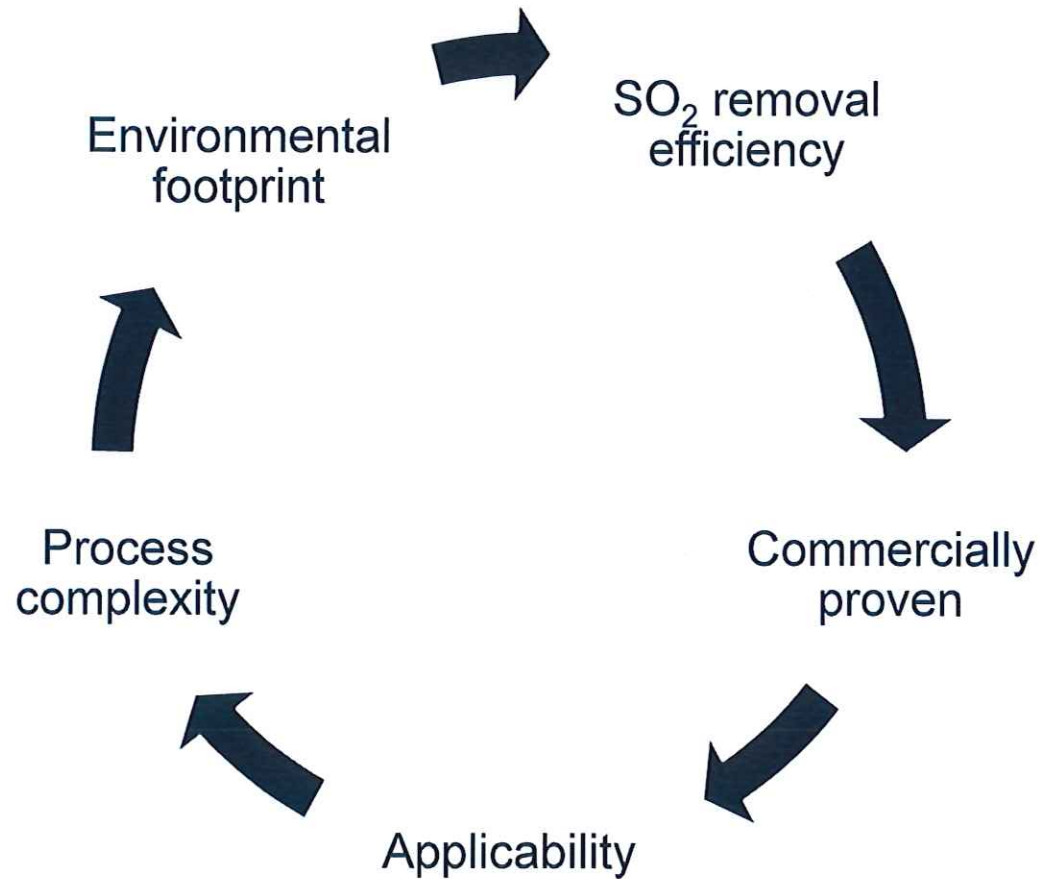 Environmental
footprint
SO₂ removal
efficiency
Commercially
proven
Applicability
Process
complexity